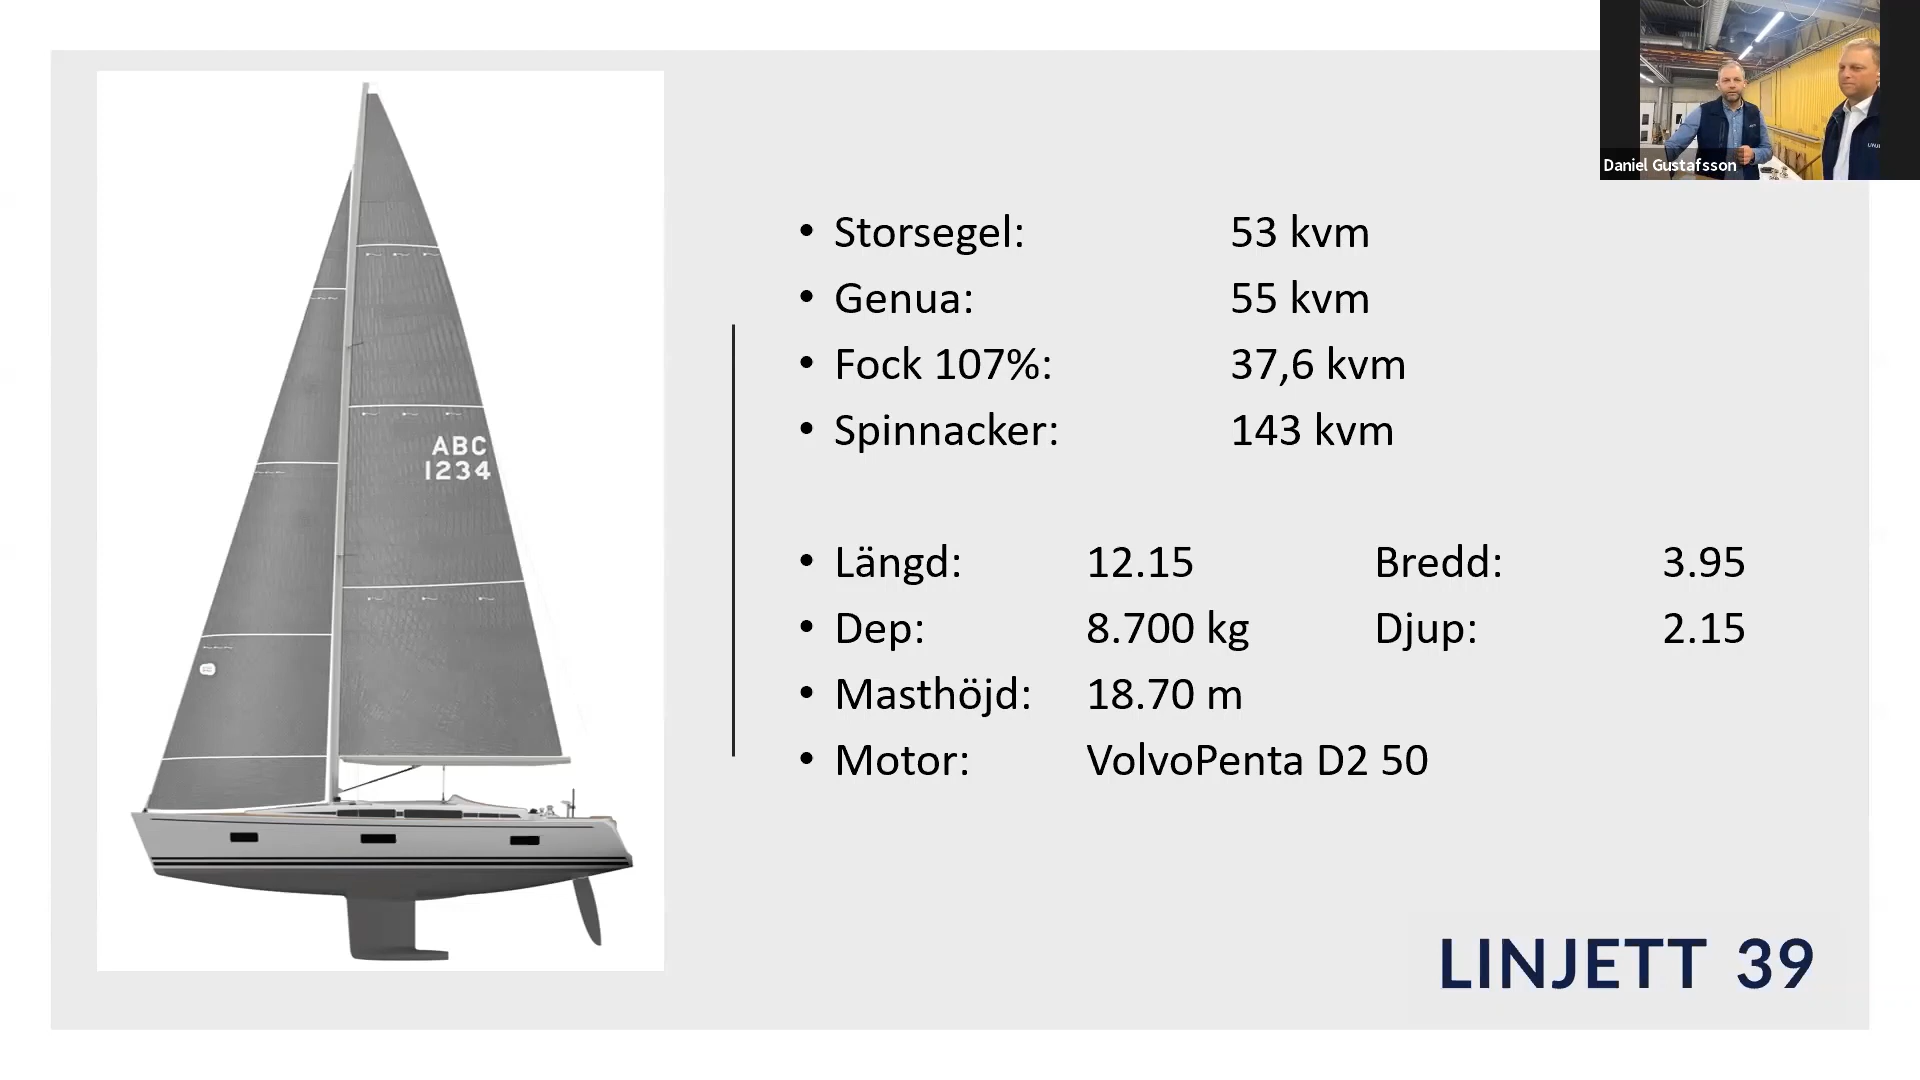 Daniel Gustafsson
• Storsegel: 53 kvm
• Genua: 55 kvm
• Fock 107%: 37,6 kvm
• Spinnacker: 143 kvm
• Längd: 12.15 Bredd: 3.95
• Dep: 8.700 kg Djup: 2.15
• Masthöjd: 18.70 m
• Motor: VolvoPenta D2 50
ABC
1234
LINJETT 39